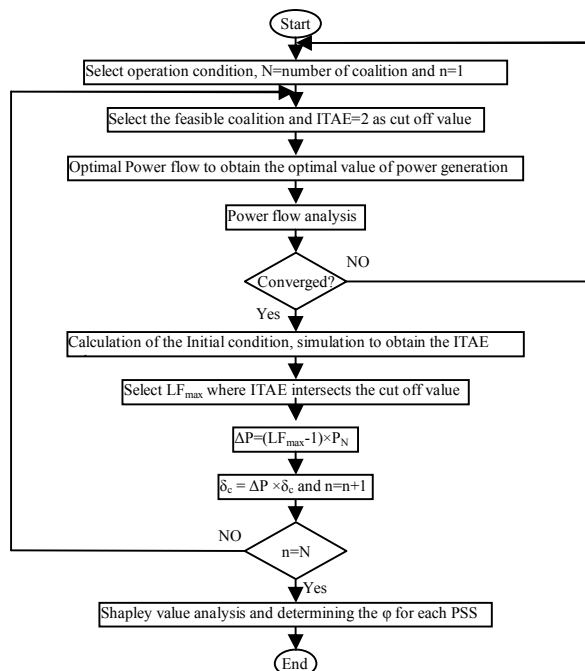 Start
Select operation condition, N=number of coalition and n=1
Select the feasible coalition and ITAE=2 as cut off value
Optimal Power flow to obtain the optimal value of power generation
Power flow analysis
NO
Converged?
Yes
Calculation of the Initial condition, simulation to obtain the ITAE
Select LFmax where ITAE intersects the cut off value
ΔP=(LFmax-1)×PN
δc = ΔP ×δc and n=n+1
NO
n=N
Yes
Shapley value analysis and determining the φ for each PSS
End